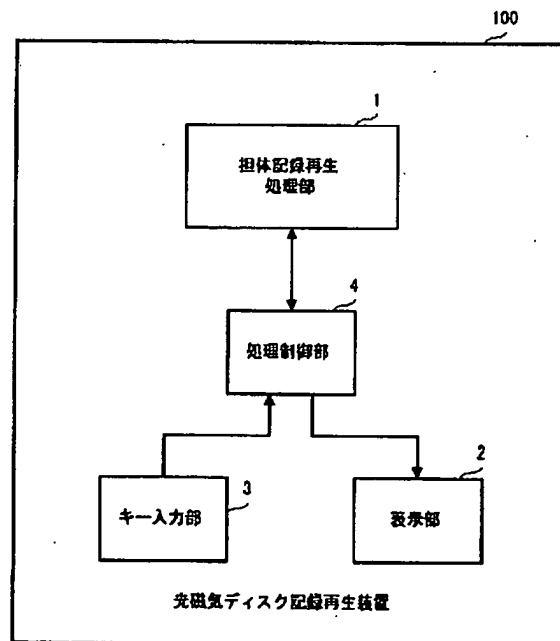 100
1
担体記録再生
処理部
4
処理制御部
3
キー入力部
2
表示部
光磁気ディスク記録再生装置